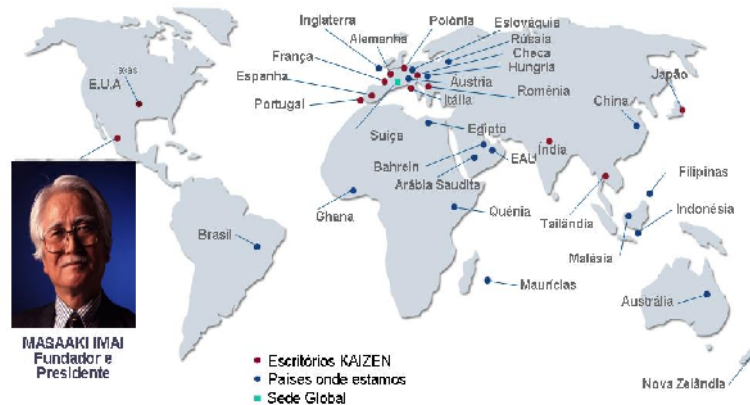 Inglaterra
Polónia
Eslováquia
Alemanha
Rússia
França
Checa
Hungria
Texas
E.U.A
Espanha
Áustria
Japão
Portugal
Itália
Roménia
China
Suiça
Egipto
Índia
Bahrein
EAU
Arábia Saudita
Filipinas
Ghana
Quénia
Tailândia
Indonésia
Brasil
Malásia
Maurícias
Austrália
MASAAKI IMAI
Fundador e
Presidente
Escritórios KAIZEN
Países onde estamos
Sede Global
Nova Zelândia